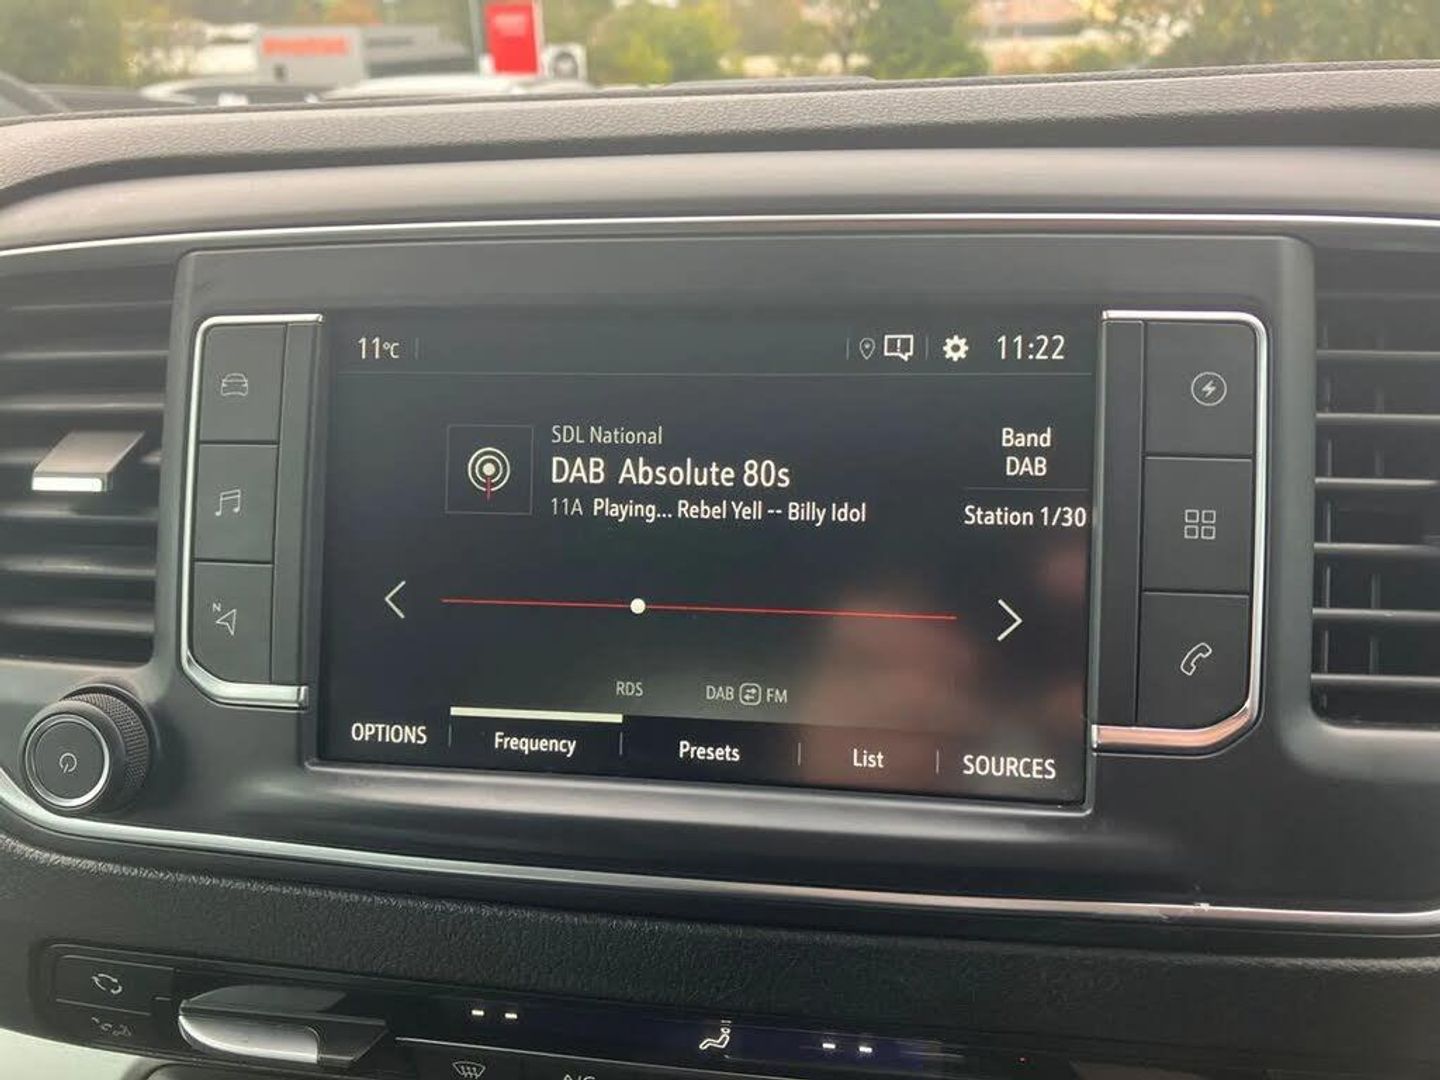 11°C
11:22
SDL National
DAB Absolute 80s
11A Playing... Rebel Yell -- Billy Idol
Band
DAB
Station 1/30
N
RDS
DAB FM
OPTIONS
Frequency
Presets
List
SOURCES
-- --
A/C